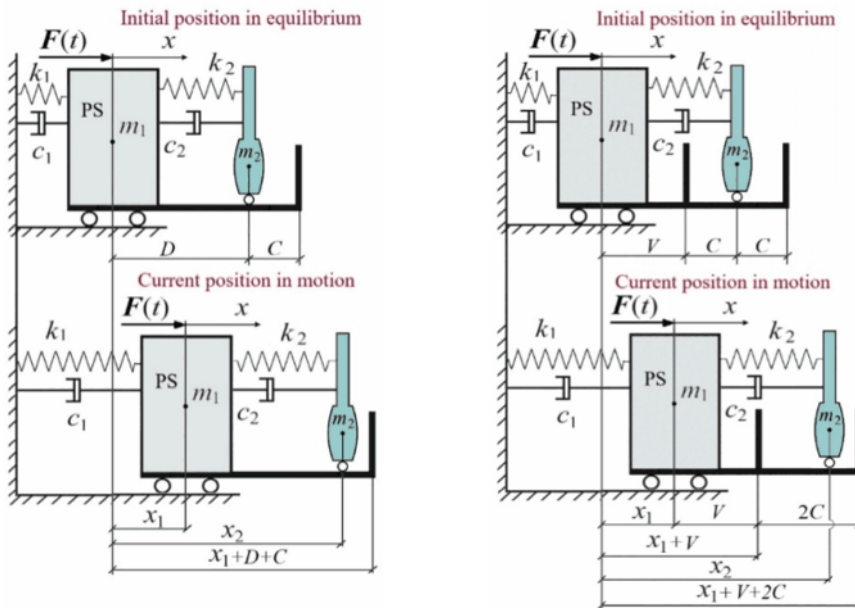 Initial position in equilibrium
F(t) x
k₁ k₂
PS m₁
c₁ c₂ m₂
D C
Current position in motion
F(t) x
k₁ k₂
PS m₁
c₁ c₂ m₂
x₁
x₂
x₁+D+C
Initial position in equilibrium
F(t) x
k₁ k₂
PS m₁
c₁ c₂ m₂
V C C
Current position in motion
F(t) x
k₁ k₂
PS m₁
c₁ c₂ m₂
x₁ V 2C
x₁+V
x₂
x₁+V+2C